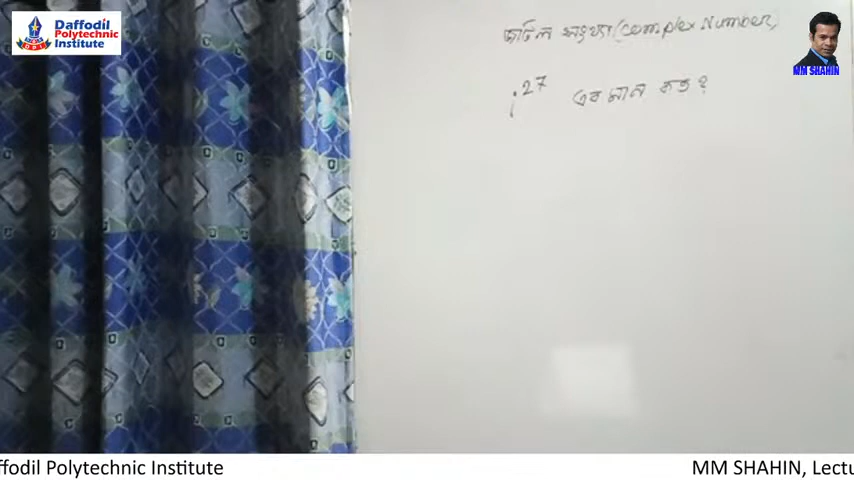 Daffodil
Polytechnic
Institute
জটিল সংখ্যা (Complex Number)
MM SHAHIN
i²⁷ এর মান কত ?
ffodil Polytechnic Institute
MM SHAHIN, Lectu